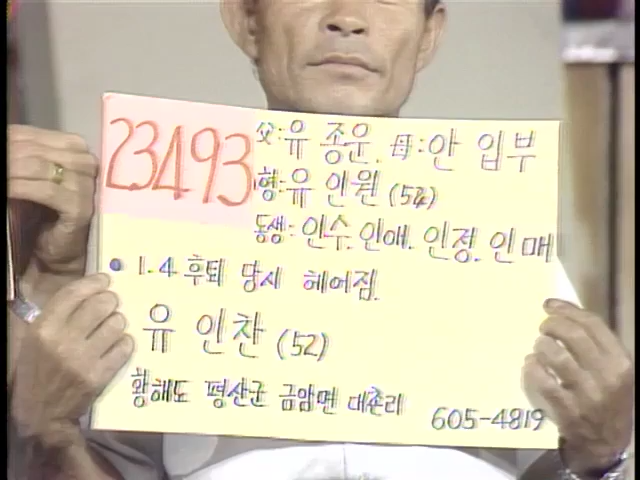 23493
父:유 종운. 母:안 입부
형:유 인원 (54)
동생: 인수. 인애. 인정. 인매
• 1.4 후퇴 당시 헤어짐.
유 인찬 (52)
황해도 평산군 금암면 대촌리 605-4819